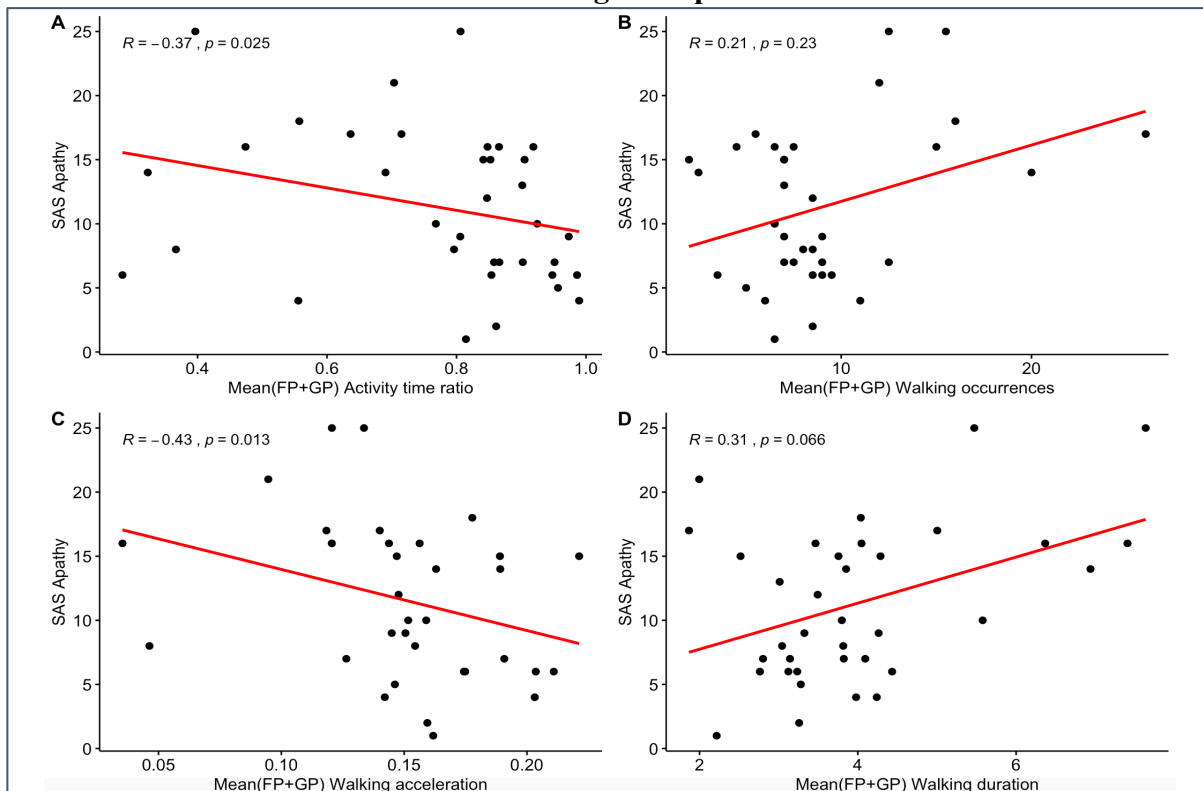 A
R = −0.37 , p = 0.025
SAS Apathy
25
20
15
10
5
0
0.4 0.6 0.8 1.0
Mean(FP+GP) Activity time ratio
B
R = 0.21 , p = 0.23
SAS Apathy
25
20
15
10
5
0
10 20
Mean(FP+GP) Walking occurrences
C
R = −0.43 , p = 0.013
SAS Apathy
25
20
15
10
5
0
0.05 0.10 0.15 0.20
Mean(FP+GP) Walking acceleration
D
R = 0.31 , p = 0.066
SAS Apathy
25
20
15
10
5
0
2 4 6
Mean(FP+GP) Walking duration